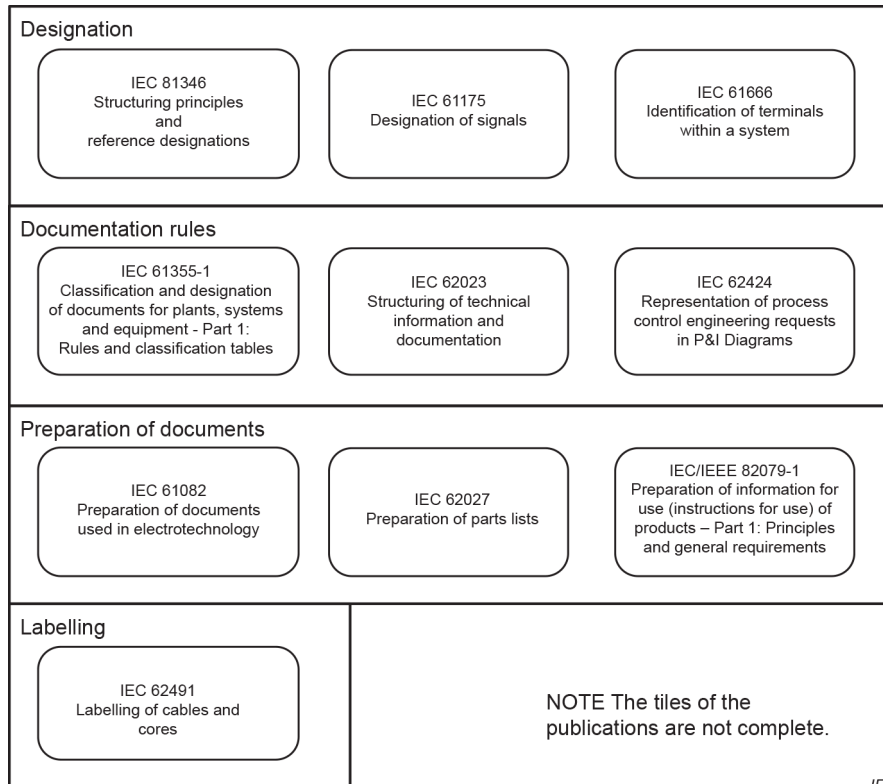 Designation
IEC 81346
Structuring principles
and
reference designations
IEC 61175
Designation of signals
IEC 61666
Identification of terminals
within a system
Documentation rules
IEC 61355-1
Classification and designation
of documents for plants, systems
and equipment - Part 1:
Rules and classification tables
IEC 62023
Structuring of technical
information and
documentation
IEC 62424
Representation of process
control engineering requests
in P&I Diagrams
Preparation of documents
IEC 61082
Preparation of documents
used in electrotechnology
IEC 62027
Preparation of parts lists
IEC/IEEE 82079-1
Preparation of information for
use (instructions for use) of
products – Part 1: Principles
and general requirements
Labelling
IEC 62491
Labelling of cables and
cores
NOTE The tiles of the
publications are not complete.